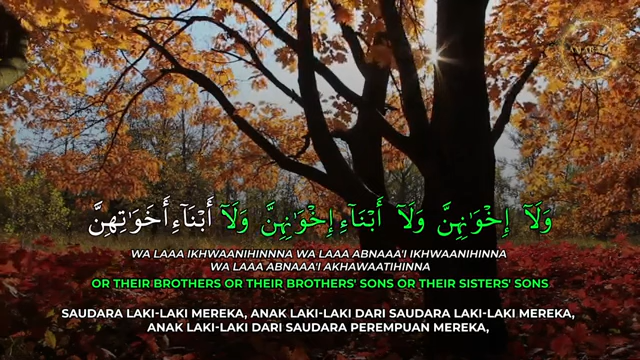 وَلَآ إِخْوَٰنِهِنَّ وَلَآ أَبْنَآءِ إِخْوَٰنِهِنَّ وَلَآ أَبْنَآءِ أَخَوَٰتِهِنَّ
WA LAAA IKHWAANIHINNNA WA LAAA ABNAAA'I IKHWAANIHINNA
WA LAAA ABNAAA'I AKHAWAATIHINNA
OR THEIR BROTHERS OR THEIR BROTHERS' SONS OR THEIR SISTERS' SONS
SAUDARA LAKI-LAKI MEREKA, ANAK LAKI-LAKI DARI SAUDARA LAKI-LAKI MEREKA,
ANAK LAKI-LAKI DARI SAUDARA PEREMPUAN MEREKA,